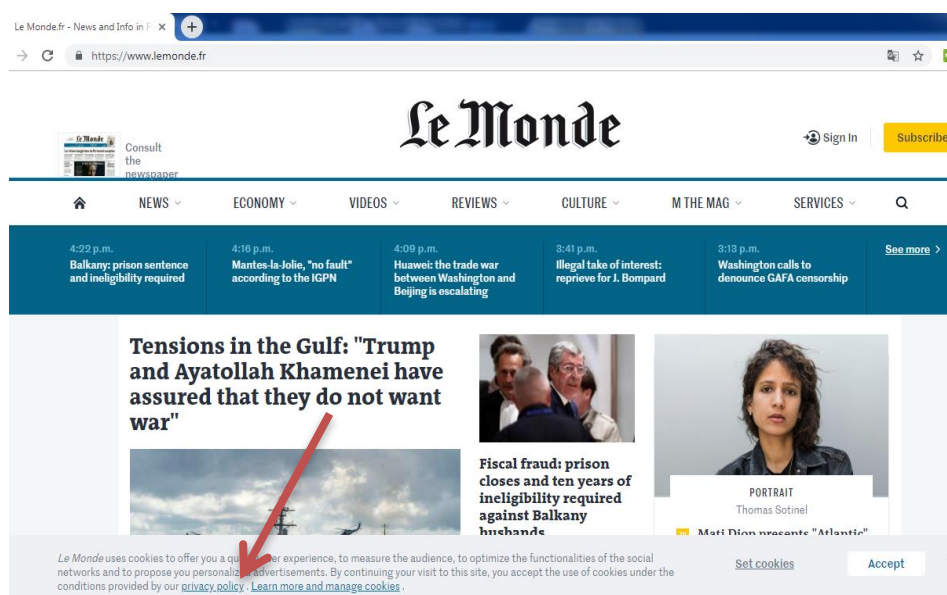 Le Monde.fr - News and Info in F
https://www.lemonde.fr
Le Monde
Consult
the
newspaper
Le Monde
Sign In
Subscribe
NEWS
ECONOMY
VIDEOS
REVIEWS
CULTURE
M THE MAG
SERVICES
4:22 p.m.
Balkany: prison sentence
and ineligibility required
4:16 p.m.
Mantes-la-Jolie, "no fault"
according to the IGPN
4:09 p.m.
Huawei: the trade war
between Washington and
Beijing is escalating
3:41 p.m.
Illegal take of interest:
reprieve for J. Bompard
3:13 p.m.
Washington calls to
denounce GAFA censorship
See more >
Tensions in the Gulf: "Trump
and Ayatollah Khamenei have
assured that they do not want
war"
Fiscal fraud: prison
closes and ten years of
ineligibility required
against Balkany
husbands
PORTRAIT
Thomas Sotinel
Mati Diop presents "Atlantic"
Le Monde uses cookies to offer you a experience, to measure the audience, to optimize the functionalities of the social
networks and to propose you personalized advertisements. By continuing your visit to this site, you accept the use of cookies under the
conditions provided by our privacy policy . Learn more and manage cookies .
Set cookies
Accept